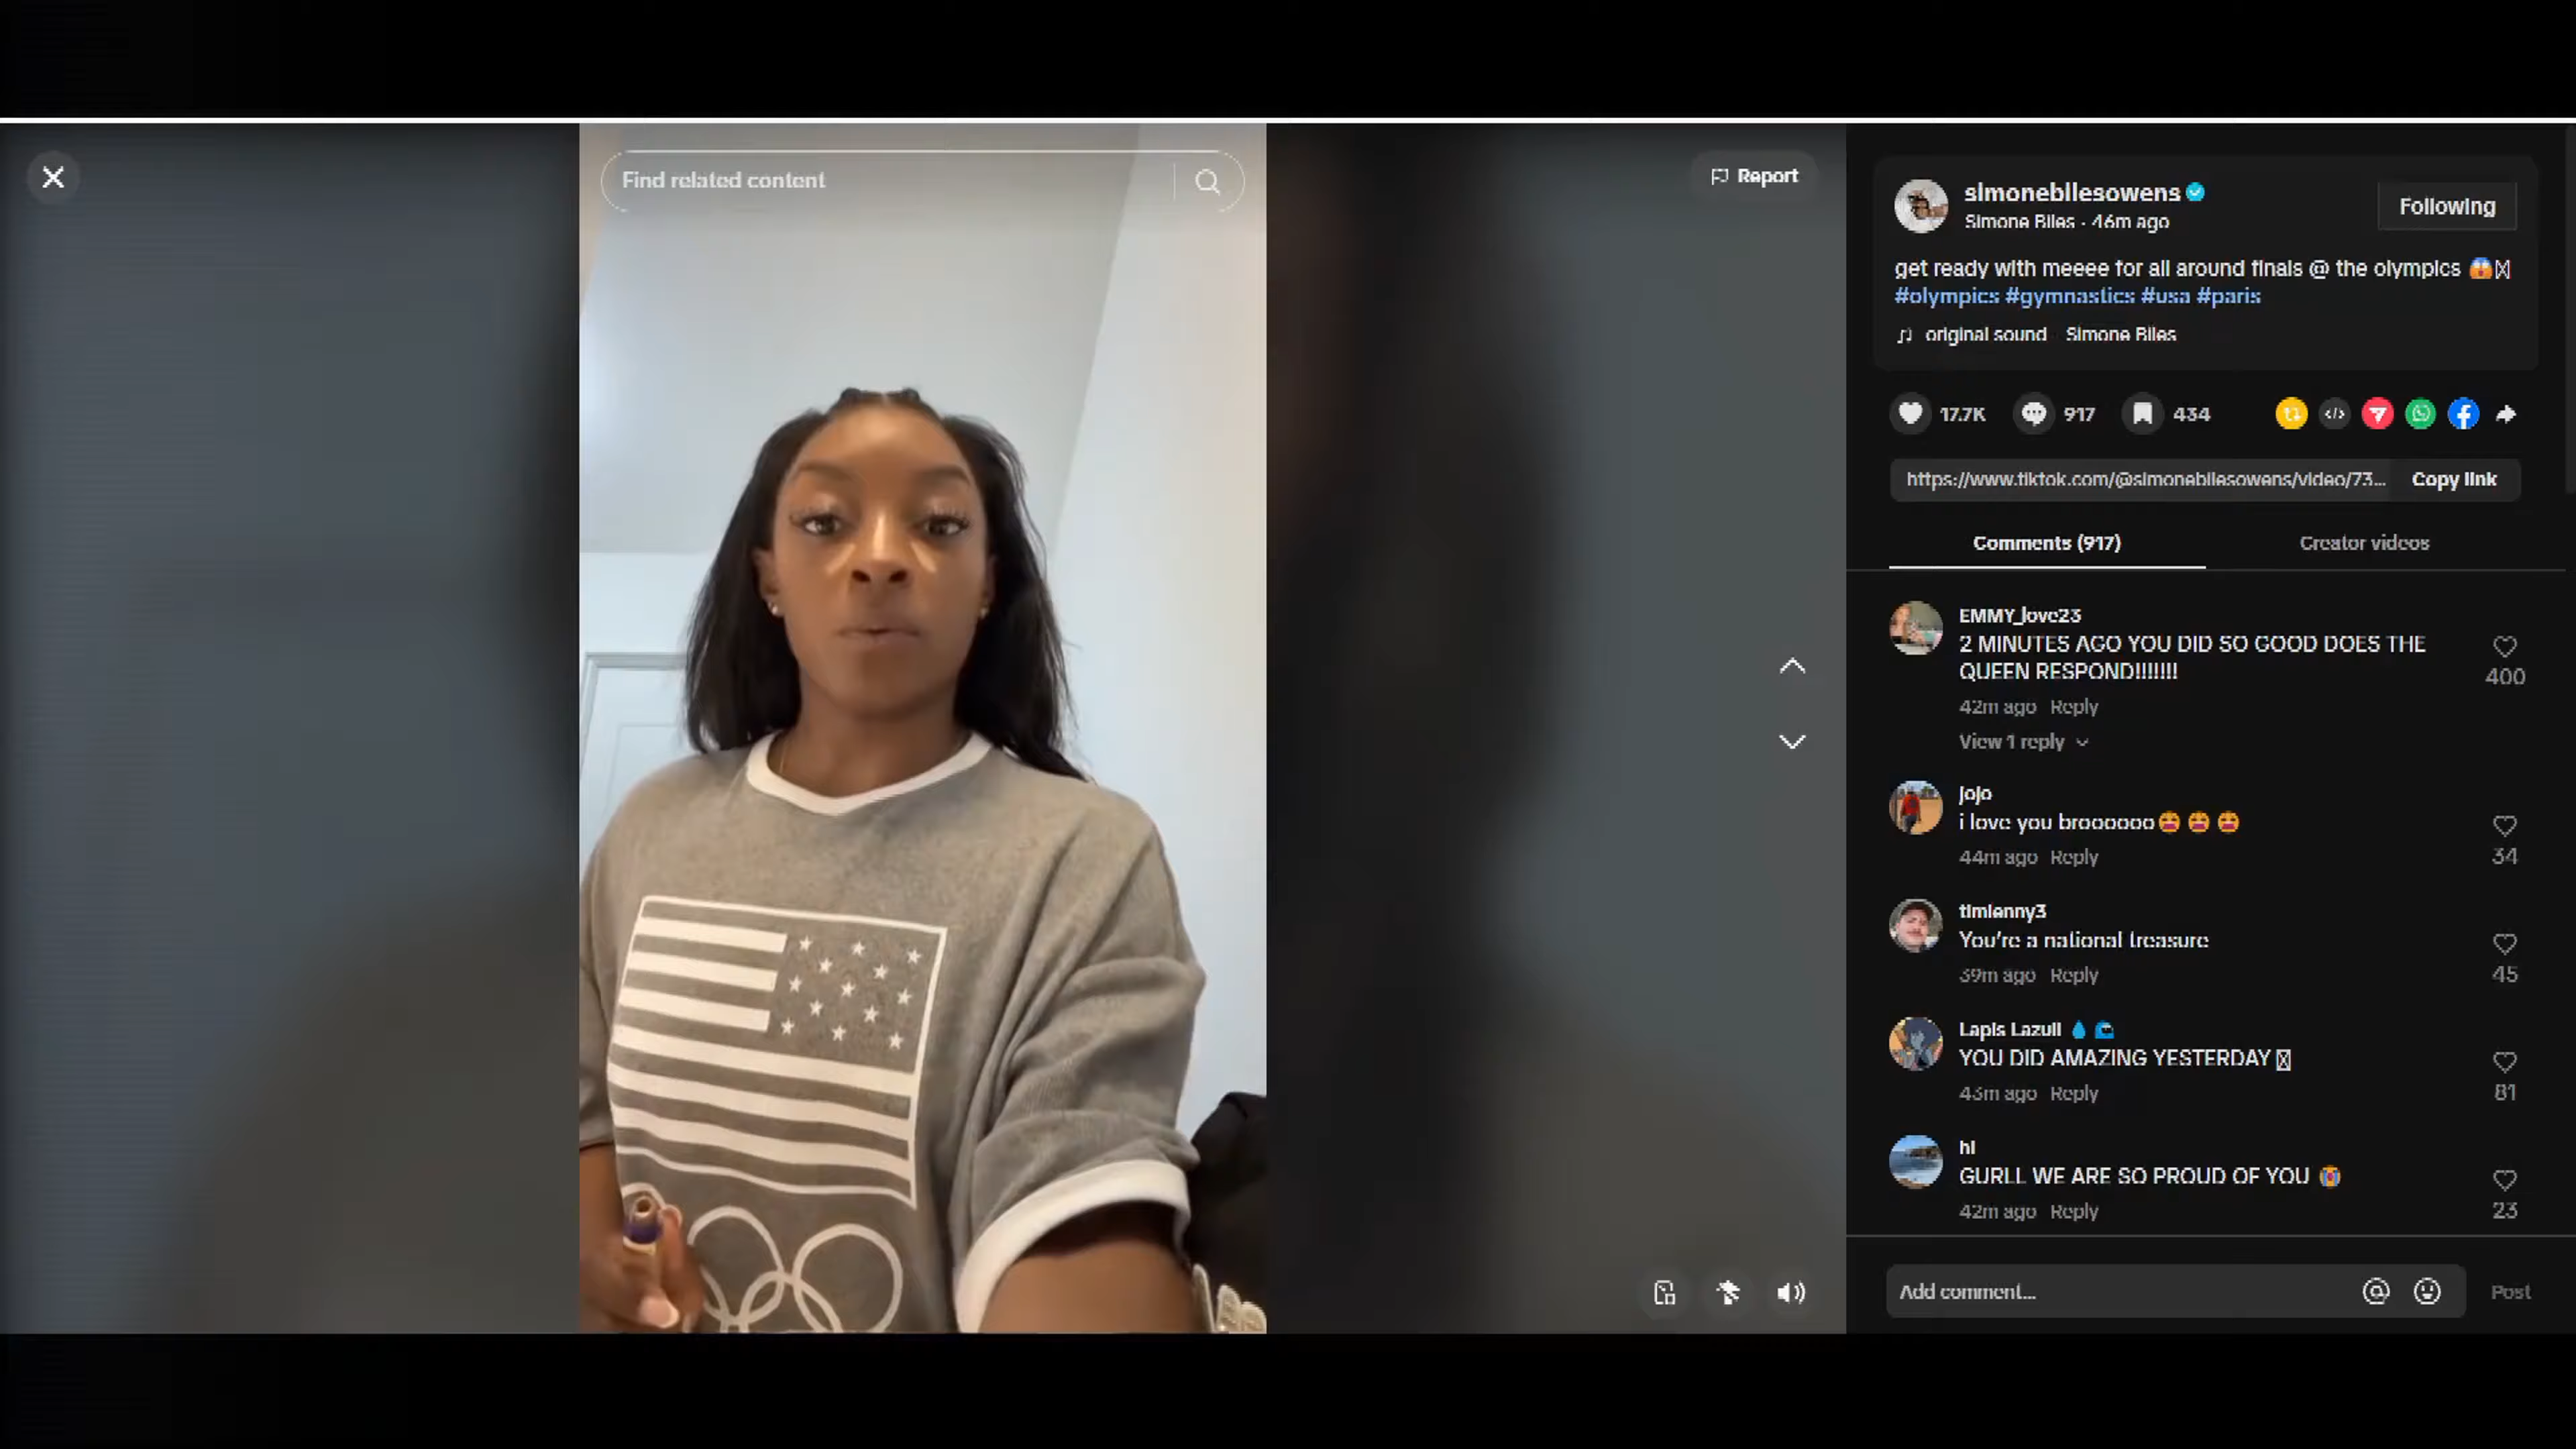 Find related content
Report
simonebilesowens
Simone Biles · 46m ago
Following
get ready with meeee for all around finals @ the olympics 😱
#olympics #gymnastics #usa #paris
original sound Simone Biles
17.7K
917
434
https://www.tiktok.com/@simonebilesowens/video/73...
Copy link
Comments (917)
Creator videos
EMMY_love23
2 MINUTES AGO YOU DID SO GOOD DOES THE
QUEEN RESPOND!!!!!!!
400
42m ago Reply
View 1 reply
jojo
i love you brooooooo
44m ago Reply
34
timlenny3
You're a national treasure
39m ago Reply
45
Lapis Lazuli
YOU DID AMAZING YESTERDAY
43m ago Reply
81
hi
GURLL WE ARE SO PROUD OF YOU 😭
42m ago Reply
23
Add comment...
Post